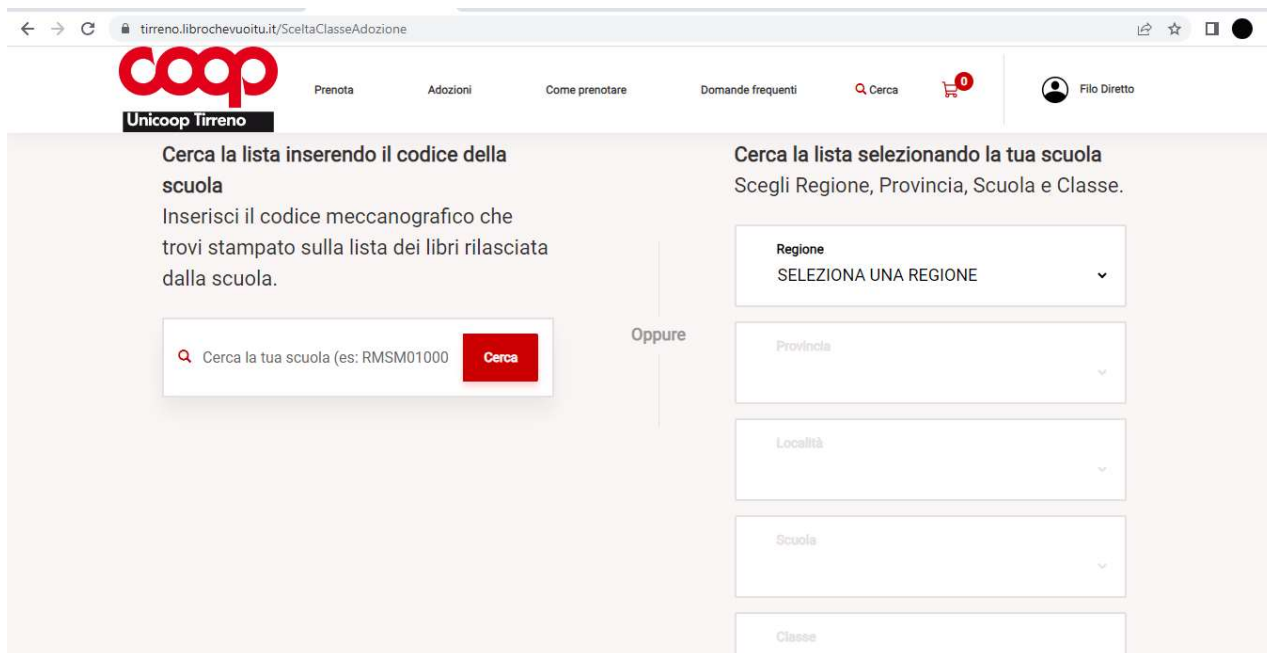 tirreno.librochevuoitu.it/SceltaClasseAdozione
coop
Unicoop Tirreno
Prenota
Adozioni
Come prenotare
Domande frequenti
Cerca
0
Filo Diretto
Cerca la lista inserendo il codice della
scuola
Inserisci il codice meccanografico che
trovi stampato sulla lista dei libri rilasciata
dalla scuola.
Cerca la tua scuola (es: RMSM01000
Cerca
Oppure
Cerca la lista selezionando la tua scuola
Scegli Regione, Provincia, Scuola e Classe.
Regione
SELEZIONA UNA REGIONE
Provincia
Località
Scuola
Classe